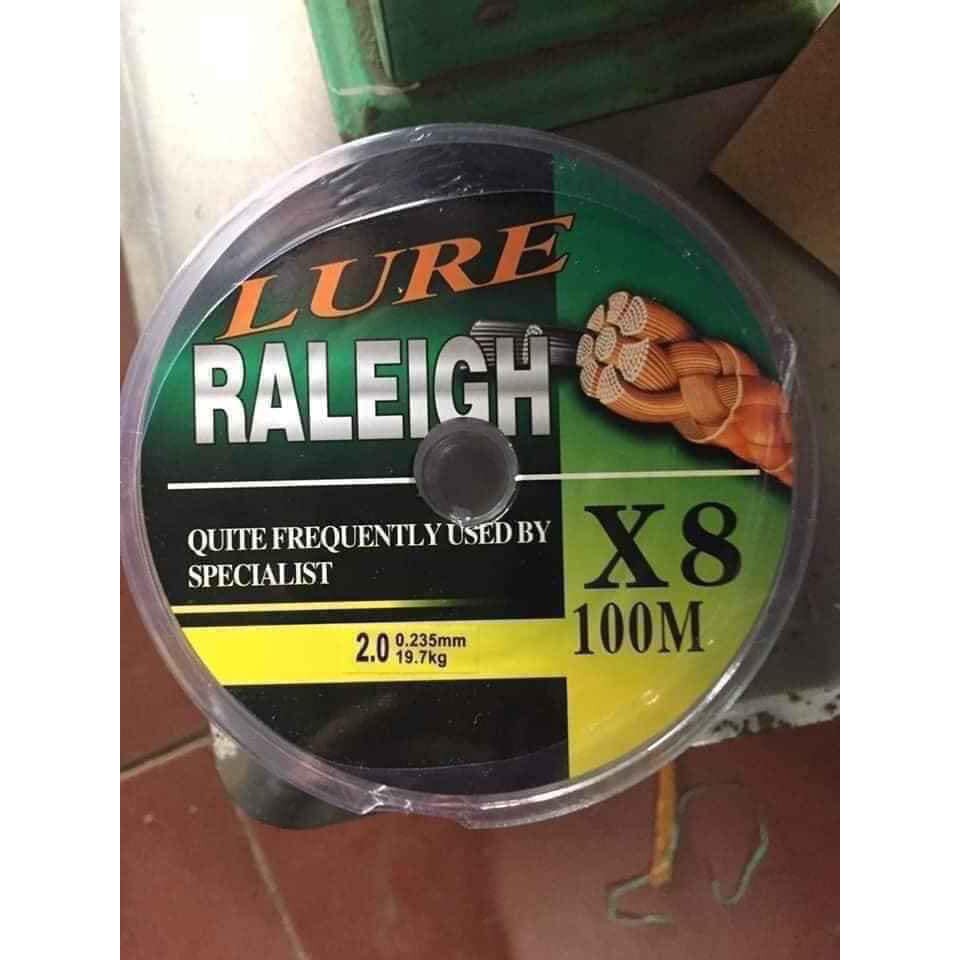 LURE
RALEIGH
QUITE FREQUENTLY USED BY
SPECIALIST
X8
100M
2.0 0.235mm
19.7kg